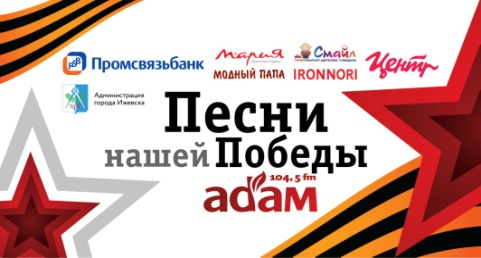 Промсвязьбанк
Мария
МОДНЫЙ ПАПА
Смайл
IRONNORI
Центр
Администрация
города Ижевска
Песни
нашей Победы
адам
104,5 fm